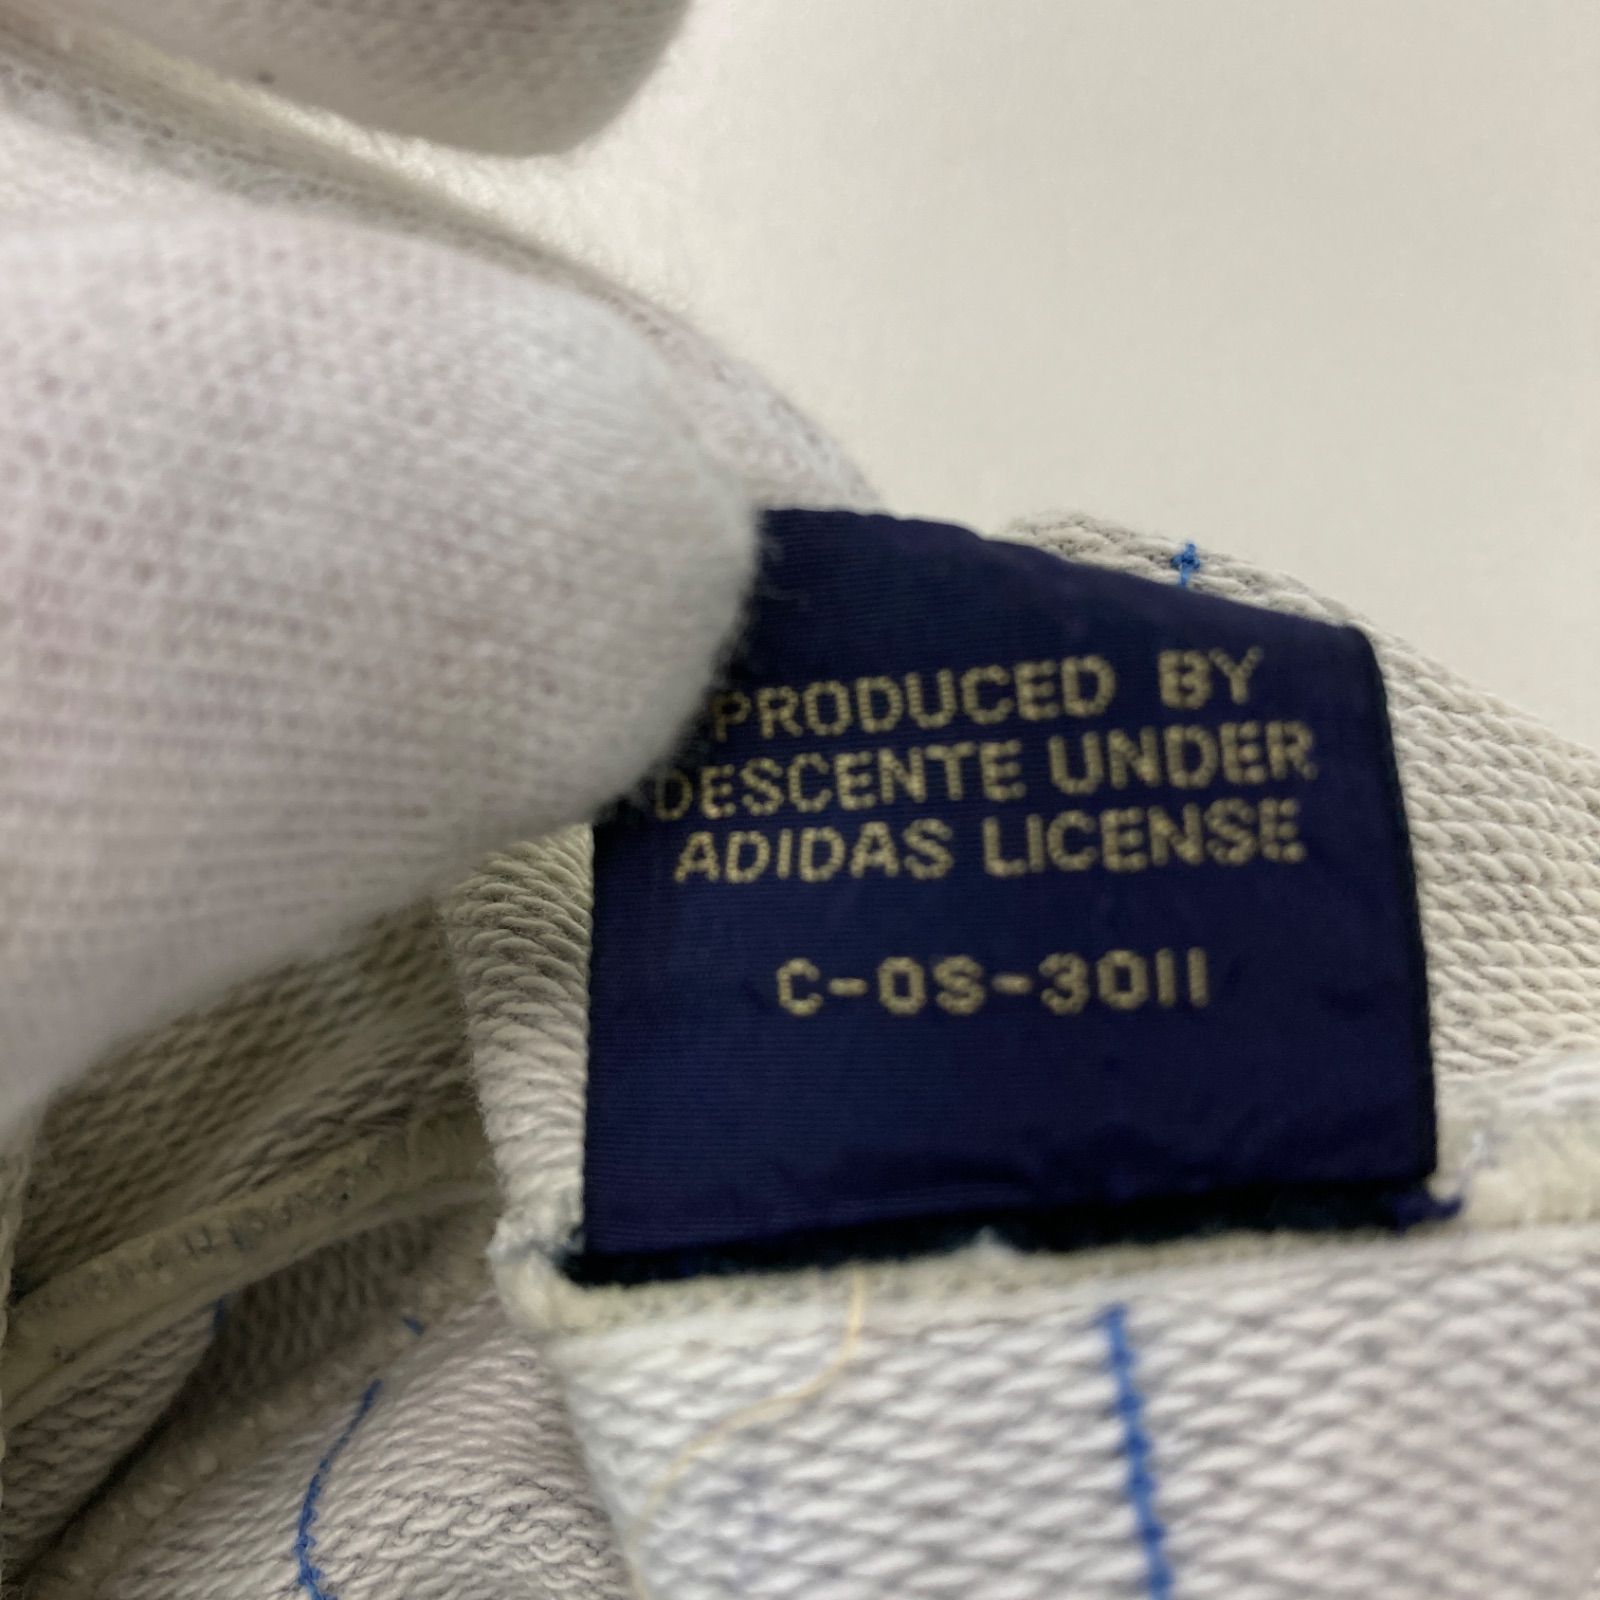 PRODUCED BY
DESCENTE UNDER
ADIDAS LICENSE
C-OS-3011